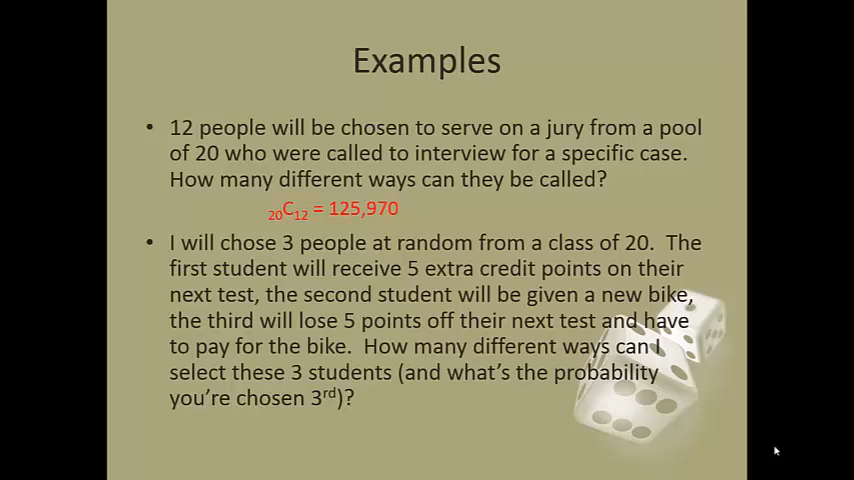 Examples
• 12 people will be chosen to serve on a jury from a pool
of 20 who were called to interview for a specific case.
How many different ways can they be called?
₂₀C₁₂ = 125,970
• I will chose 3 people at random from a class of 20. The
first student will receive 5 extra credit points on their
next test, the second student will be given a new bike,
the third will lose 5 points off their next test and have
to pay for the bike. How many different ways can I
select these 3 students (and what's the probability
you're chosen 3rd)?